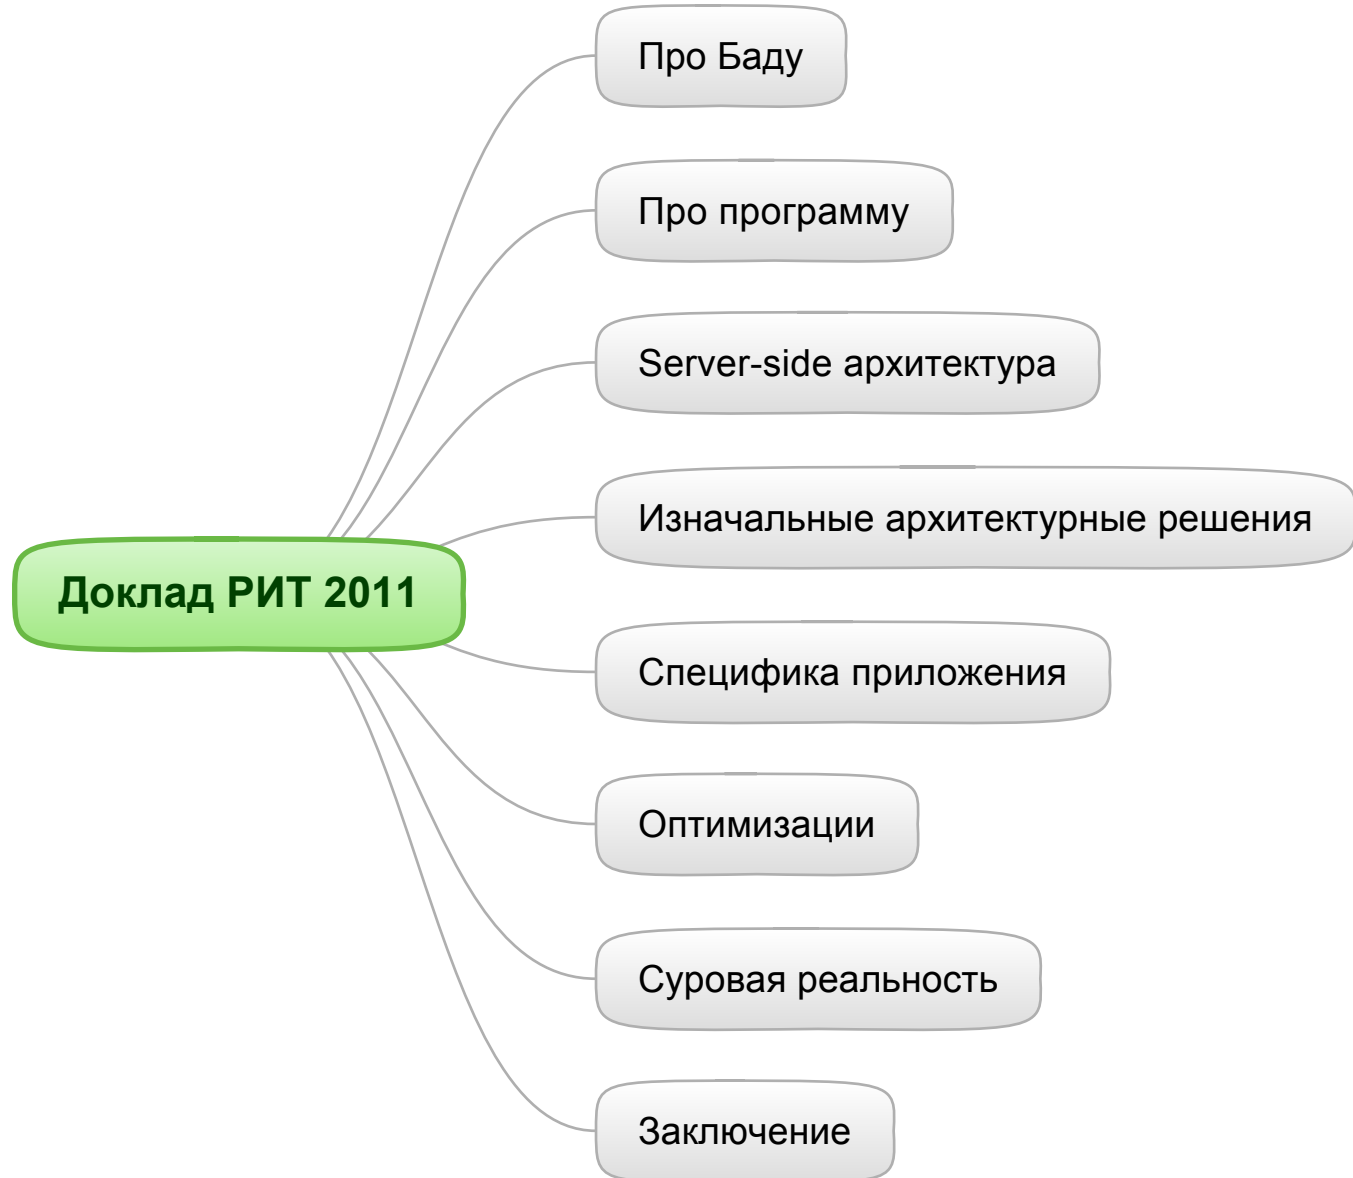 Про Баду
Про программу
Server-side архитектура
Изначальные архитектурные решения
Доклад РИТ 2011
Специфика приложения
Оптимизации
Суровая реальность
Заключение